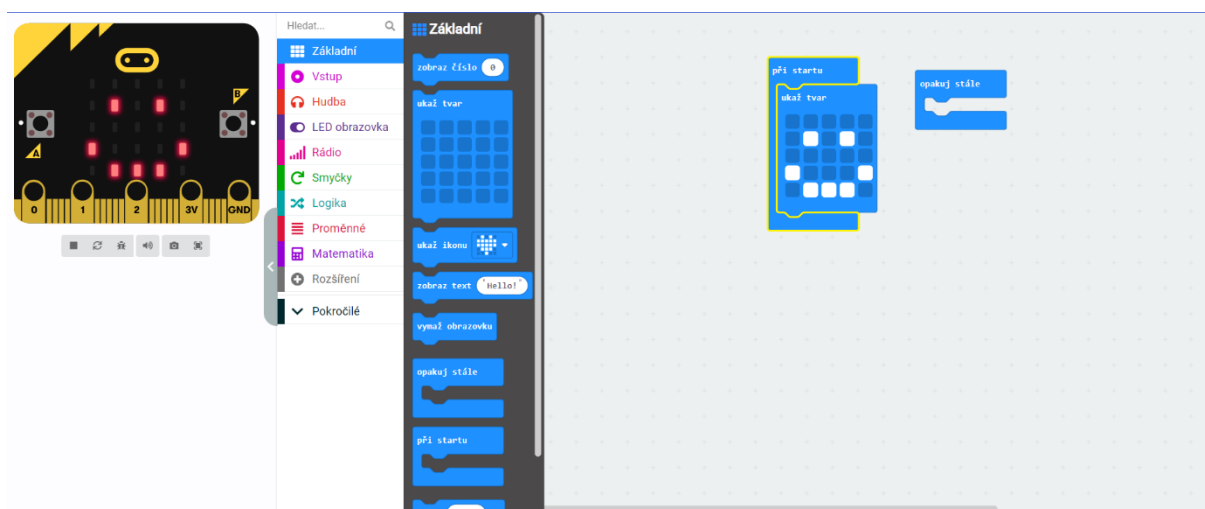 B
A
0
1
2
3V
GND
Hledat...
Základní
Vstup
Hudba
LED obrazovka
Rádio
Smyčky
Logika
Proměnné
Matematika
Rozšíření
Pokročilé
Základní
zobraz číslo 0
ukaž tvar
ukaž ikonu
zobraz text "Hello!"
vymaž obrazovku
opakuj stále
při startu
při startu
ukaž tvar
opakuj stále